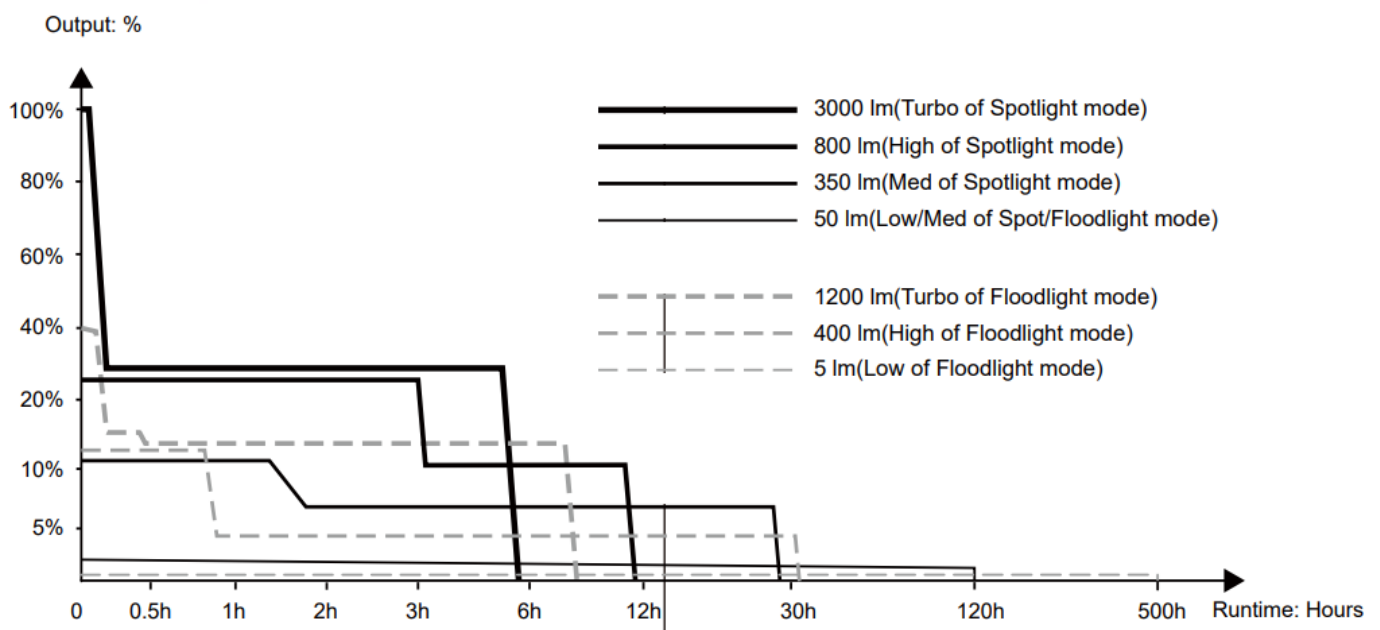 Output: %
100%
80%
60%
40%
20%
10%
5%
3000 lm(Turbo of Spotlight mode)
800 lm(High of Spotlight mode)
350 lm(Med of Spotlight mode)
50 lm(Low/Med of Spot/Floodlight mode)
1200 lm(Turbo of Floodlight mode)
400 lm(High of Floodlight mode)
5 lm(Low of Floodlight mode)
0 0.5h 1h 2h 3h 6h 12h 30h 120h 500h Runtime: Hours